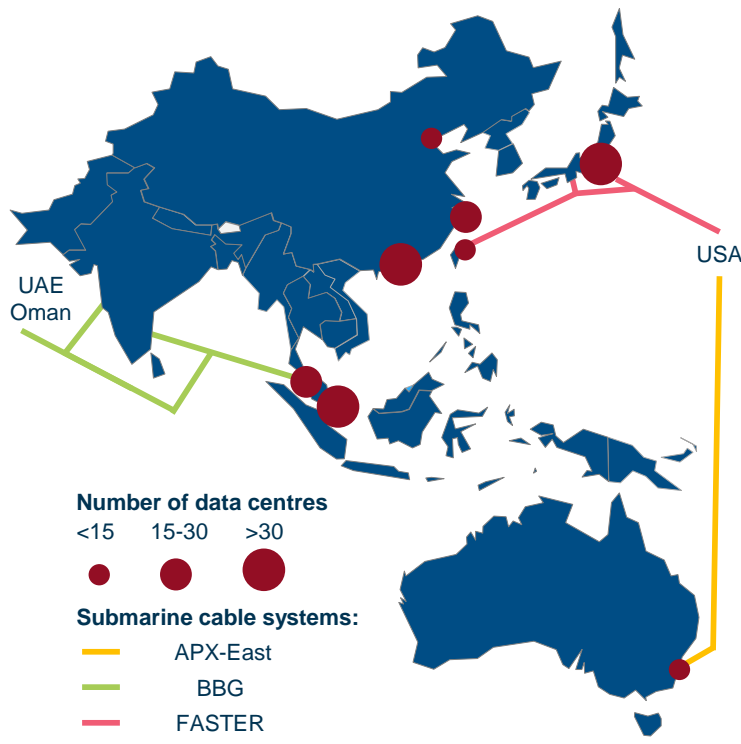 USA
UAE
Oman
Number of data centres
<15 15-30 >30
Submarine cable systems:
APX-East
BBG
FASTER